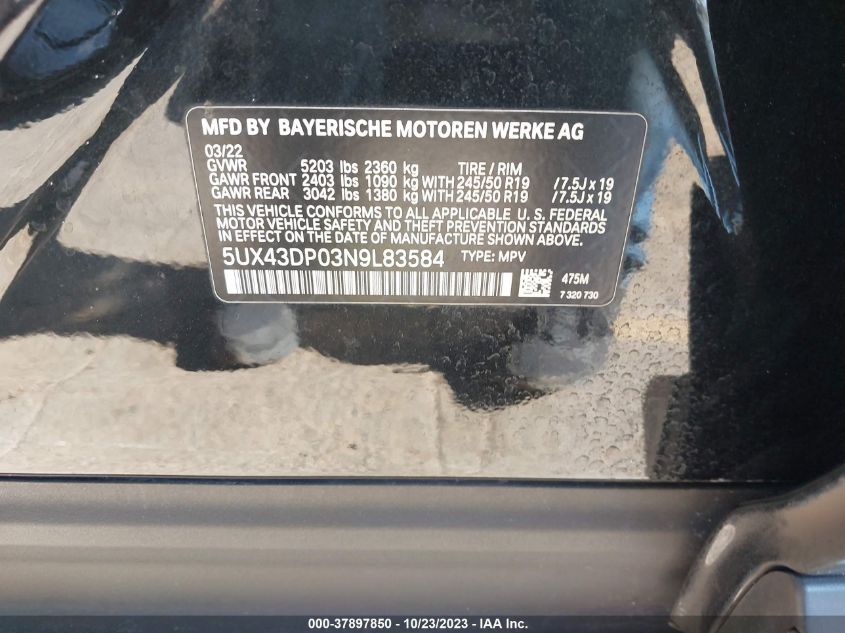 MFD BY BAYERISCHE MOTOREN WERKE AG
03/22
GVWR 5203 lbs 2360 kg TIRE / RIM
GAWR FRONT 2403 lbs 1090 kg WITH 245/50 R19 / 7.5J x 19
GAWR REAR 3042 lbs 1380 kg WITH 245/50 R19 / 7.5J x 19
THIS VEHICLE CONFORMS TO ALL APPLICABLE U. S. FEDERAL
MOTOR VEHICLE SAFETY AND THEFT PREVENTION STANDARDS
IN EFFECT ON THE DATE OF MANUFACTURE SHOWN ABOVE.
5UX43DP03N9L83584 TYPE: MPV
475M
7 320 730
000-37897850 - 10/23/2023 - IAA Inc.